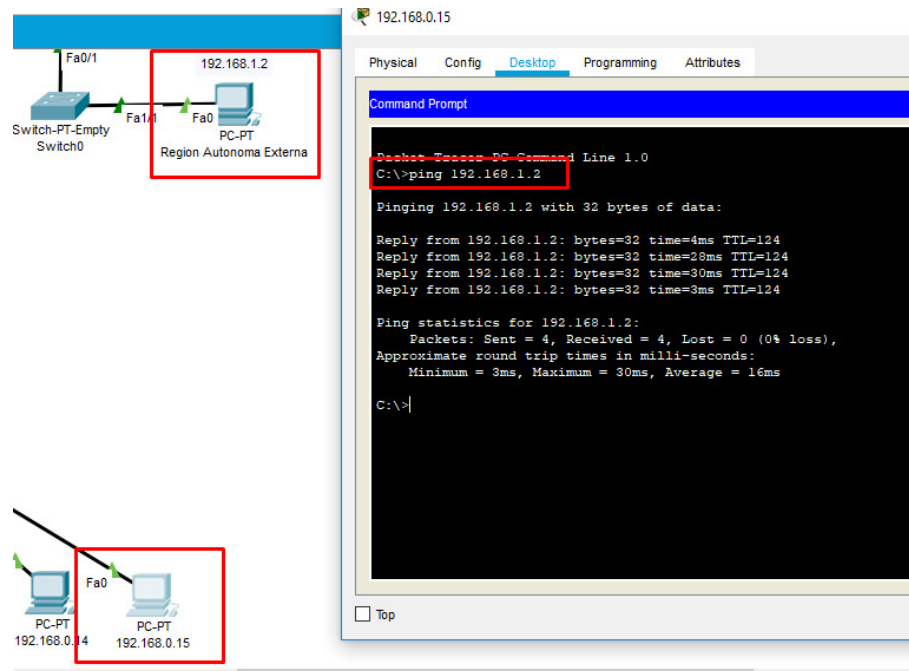 Fa0/1
192.168.1.2
Fa1/1
Fa0
Switch-PT-Empty
Switch0
PC-PT
Region Autonoma Externa
Fa0
PC-PT
192.168.0.14
PC-PT
192.168.0.15
192.168.0.15
Physical Config Desktop Programming Attributes
Command Prompt
Packet Tracer PC Command Line 1.0
C:\>ping 192.168.1.2
Pinging 192.168.1.2 with 32 bytes of data:
Reply from 192.168.1.2: bytes=32 time=4ms TTL=124
Reply from 192.168.1.2: bytes=32 time=28ms TTL=124
Reply from 192.168.1.2: bytes=32 time=30ms TTL=124
Reply from 192.168.1.2: bytes=32 time=3ms TTL=124
Ping statistics for 192.168.1.2:
Packets: Sent = 4, Received = 4, Lost = 0 (0% loss),
Approximate round trip times in milli-seconds:
Minimum = 3ms, Maximum = 30ms, Average = 16ms
C:\>
Top